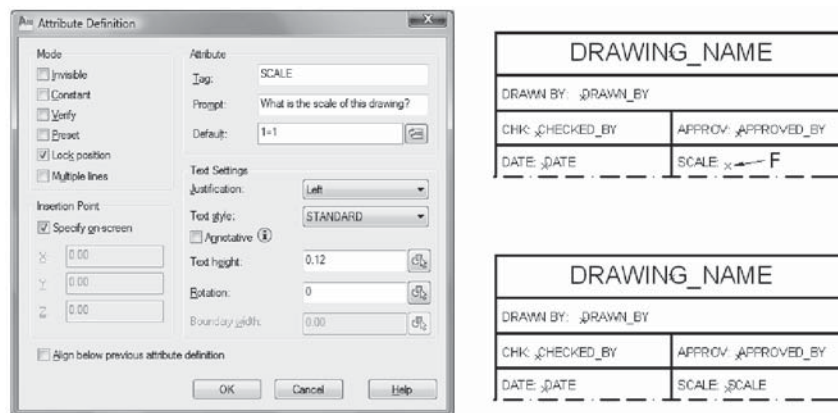 Attribute Definition
Mode
Invisible
Constant
Verify
Preset
Lock position
Multiple lines
Insertion Point
Specify on-screen
X: 0.00
Y: 0.00
Z: 0.00
Align below previous attribute definition
Attribute
Tag: SCALE
Prompt: What is the scale of this drawing?
Default: 1=1
Text Settings
Justification: Left
Text style: STANDARD
Annotative
Text height: 0.12
Rotation: 0
Boundary width: 0.00
OK Cancel Help
DRAWING_NAME
DRAWN BY: DRAWN_BY
CHK: CHECKED_BY APPROV: APPROVED_BY
DATE: DATE SCALE: F
DRAWING_NAME
DRAWN BY: DRAWN_BY
CHK: CHECKED_BY APPROV: APPROVED_BY
DATE: DATE SCALE: SCALE